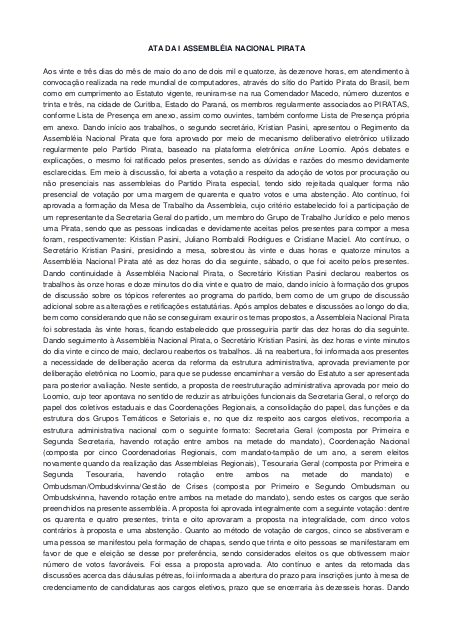 ATA DA I ASSEMBLÉIA NACIONAL PIRATA
Aos vinte e três dias do mês de maio do ano de dois mil e quatorze, às dezenove horas, em atendimento à
convocação realizada na rede mundial de computadores, através do sítio do Partido Pirata do Brasil, bem
como em cumprimento ao Estatuto vigente, reuniram-se na rua Comendador Macedo, número duzentos e
trinta e três, na cidade de Curitiba, Estado do Paraná, os membros regularmente associados ao PIRATAS,
conforme Lista de Presença em anexo, assim como ouvintes, também conforme Lista de Presença própria
em anexo. Dando início aos trabalhos, o segundo secretário, Kristian Pasini, apresentou o Regimento da
Assembléia Nacional Pirata que fora aprovado por meio de mecanismo deliberativo eletrônico utilizado
regularmente pelo Partido Pirata, baseado na plataforma eletrônica online Loomio. Após debates e
explicações, o mesmo foi ratificado pelos presentes, sendo as dúvidas e razões do mesmo devidamente
esclarecidas. Em meio à discussão, foi aberta a votação a respeito da adoção de votos por procuração ou
não presenciais nas assembleias do Partido Pirata especial, tendo sido rejeitada qualquer forma não
presencial de votação por uma margem de quarenta e quatro votos e uma abstenção. Ato contínuo, foi
aprovada a formação da Mesa de Trabalho da Assembleia, cujo critério estabelecido foi a participação de
um representante da Secretaria Geral do partido, um membro do Grupo de Trabalho Jurídico e pelo menos
uma Pirata, sendo que as pessoas indicadas e devidamente aceitas pelos presentes para compor a mesa
foram, respectivamente: Kristian Pasini, Juliano Rombaldi Rodrigues e Cristiane Maciel. Ato contínuo, o
Secretário Kristian Pasini, presidindo a mesa, sobrestou às vinte e duas horas e quatorze minutos a
Assembléia Nacional Pirata até as dez horas do dia seguinte, sábado, o que foi aceito pelos presentes.
Dando continuidade à Assembléia Nacional Pirata, o Secretário Kristian Pasini declarou reabertos os
trabalhos às onze horas e doze minutos do dia vinte e quatro de maio, dando início à formação dos grupos
de discussão sobre os tópicos referentes ao programa do partido, bem como de um grupo de discussão
adicional sobre as alterações e retificações estatutárias. Após amplos debates e discussões ao longo do dia,
bem como considerando que não se conseguiram exaurir os temas propostos, a Assembleia Nacional Pirata
foi sobrestada às vinte horas, ficando estabelecido que prosseguiria partir das dez horas do dia seguinte.
Dando seguimento à Assembléia Nacional Pirata, o Secretário Kristian Pasini, às dez horas e vinte minutos
do dia vinte e cinco de maio, declarou reabertos os trabalhos. Já na reabertura, foi informada aos presentes
a necessidade de deliberação acerca da reforma da estrutura administrativa, aprovada previamente por
deliberação eletrônica no Loomio, para que se pudesse encaminhar a versão do Estatuto a ser apresentada
para posterior avaliação. Neste sentido, a proposta de reestruturação administrativa aprovada por meio do
Loomio, cujo teor apontava no sentido de reduzir as atribuições funcionais da Secretaria Geral, o reforço do
papel dos coletivos estaduais e das Coordenações Regionais, a consolidação do papel, das funções e da
estrutura dos Grupos Temáticos e Setoriais e, no que diz respeito aos cargos eletivos, recomporia a
estrutura administrativa nacional com o seguinte formato: Secretaria Geral (composta por Primeira e
Segunda Secretaria, havendo rotação entre ambos na metade do mandato), Coordenação Nacional
(composta por cinco Coordenadorias Regionais, com mandato-tampão de um ano, a serem eleitos
novamente quando da realização das Assembleias Regionais), Tesouraria Geral (composta por Primeira e
Segunda Tesouraria, havendo rotação entre ambos na metade do mandato) e
Ombudsman/Ombudskvinna/Gestão de Crises (composta por Primeiro e Segundo Ombudsman ou
Ombudskvinna, havendo rotação entre ambos na metade do mandato), sendo estes os cargos que serão
preenchidos na presente assembléia. A proposta foi aprovada integralmente com a seguinte votação: dentre
os quarenta e quatro presentes, trinta e oito aprovaram a proposta na integralidade, com cinco votos
contrários à proposta e uma abstenção. Quanto ao método de votação de cargos, cinco se abstiveram e
uma pessoa se manifestou pela formação de chapas, sendo que trinta e oito pessoas se manifestaram em
favor de que e eleição se desse por preferência, sendo considerados eleitos os que obtivessem maior
número de votos favoráveis. Foi essa a proposta aprovada. Ato contínuo e antes da retomada das
discussões acerca das cláusulas pétreas, foi informada a abertura do prazo para inscrições junto à mesa de
credenciamento de candidaturas aos cargos eletivos, prazo que se encerraria às dezesseis horas. Dando